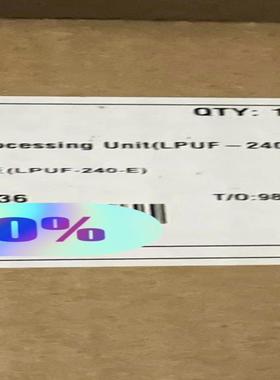 QTY: 1
ocessing Unit(LPUF－240
(LPUF-240-E)
36 T/O:98
0%